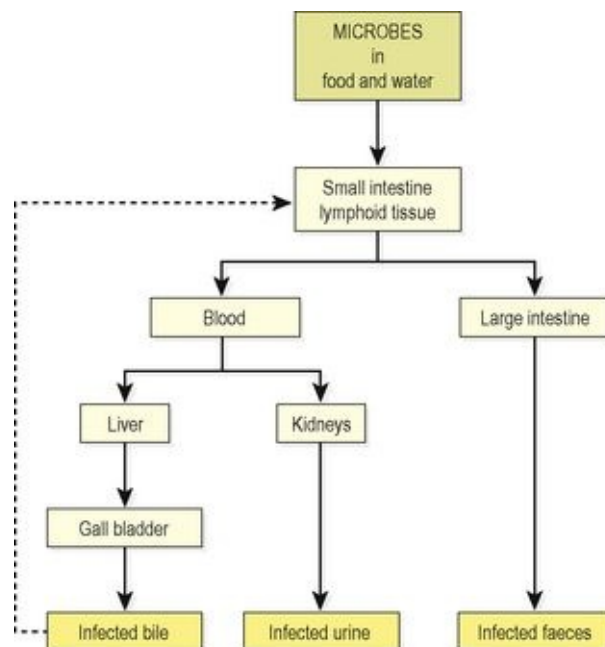 MICROBES
in
food and water
Small intestine
lymphoid tissue
Blood
Large intestine
Liver
Kidneys
Gall bladder
Infected bile
Infected urine
Infected faeces